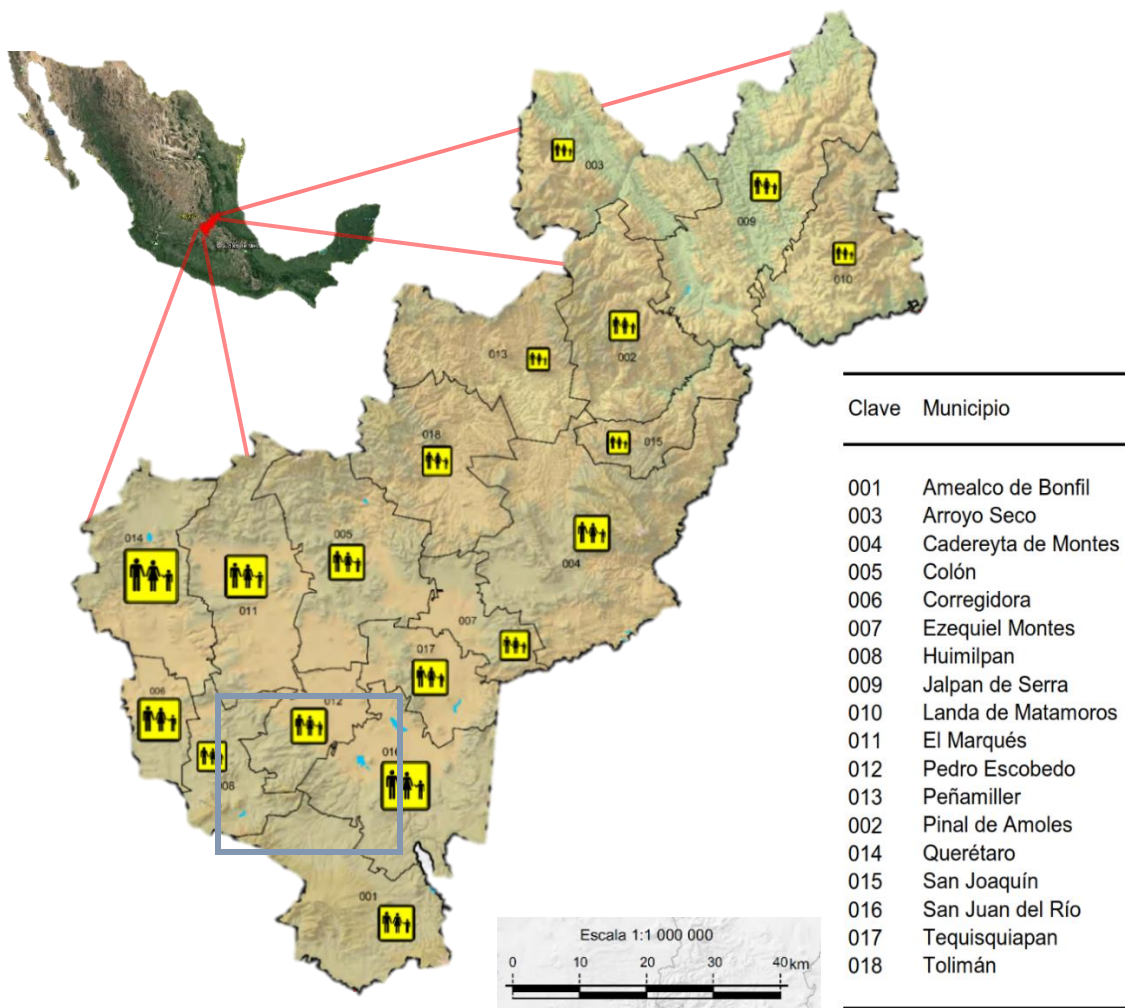 003
009
010
002
013
018
015
005
004
014
011
007
017
006
012
016
008
001
Clave Municipio
001 Amealco de Bonfil
003 Arroyo Seco
004 Cadereyta de Montes
005 Colón
006 Corregidora
007 Ezequiel Montes
008 Huimilpan
009 Jalpan de Serra
010 Landa de Matamoros
011 El Marqués
012 Pedro Escobedo
013 Peñamiller
002 Pinal de Amoles
014 Querétaro
015 San Joaquín
016 San Juan del Río
017 Tequisquiapan
018 Tolimán
Escala 1:1 000 000
0 10 20 30 40 km